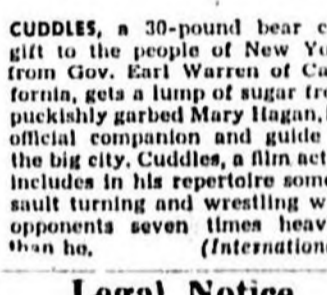 CUDDLES, a 30-pound bear c
gift to the people of New Yo
from Gov. Earl Warren of Ca
fornia, gets a lump of sugar fro
puckishly garbed Mary Hagan,
official companion and guide
the big city. Cuddles, a film act
includes in his repertoire some
sault turning and wrestling w
opponents seven times heav
than he. (Internation
Legal Notice